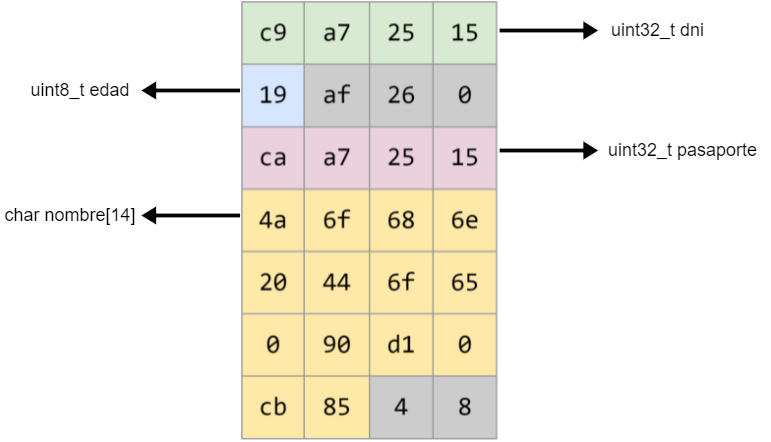 c9 a7 25 15 uint32_t dni
uint8_t edad 19 af 26 0
ca a7 25 15 uint32_t pasaporte
char nombre[14] 4a 6f 68 6e
20 44 6f 65
0 90 d1 0
cb 85 4 8